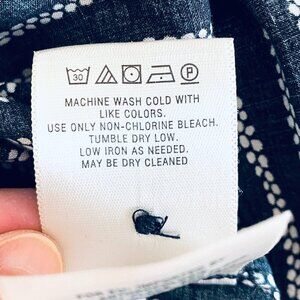 30 P
MACHINE WASH COLD WITH
LIKE COLORS.
USE ONLY NON-CHLORINE BLEACH.
TUMBLE DRY LOW.
LOW IRON AS NEEDED.
MAY BE DRY CLEANED